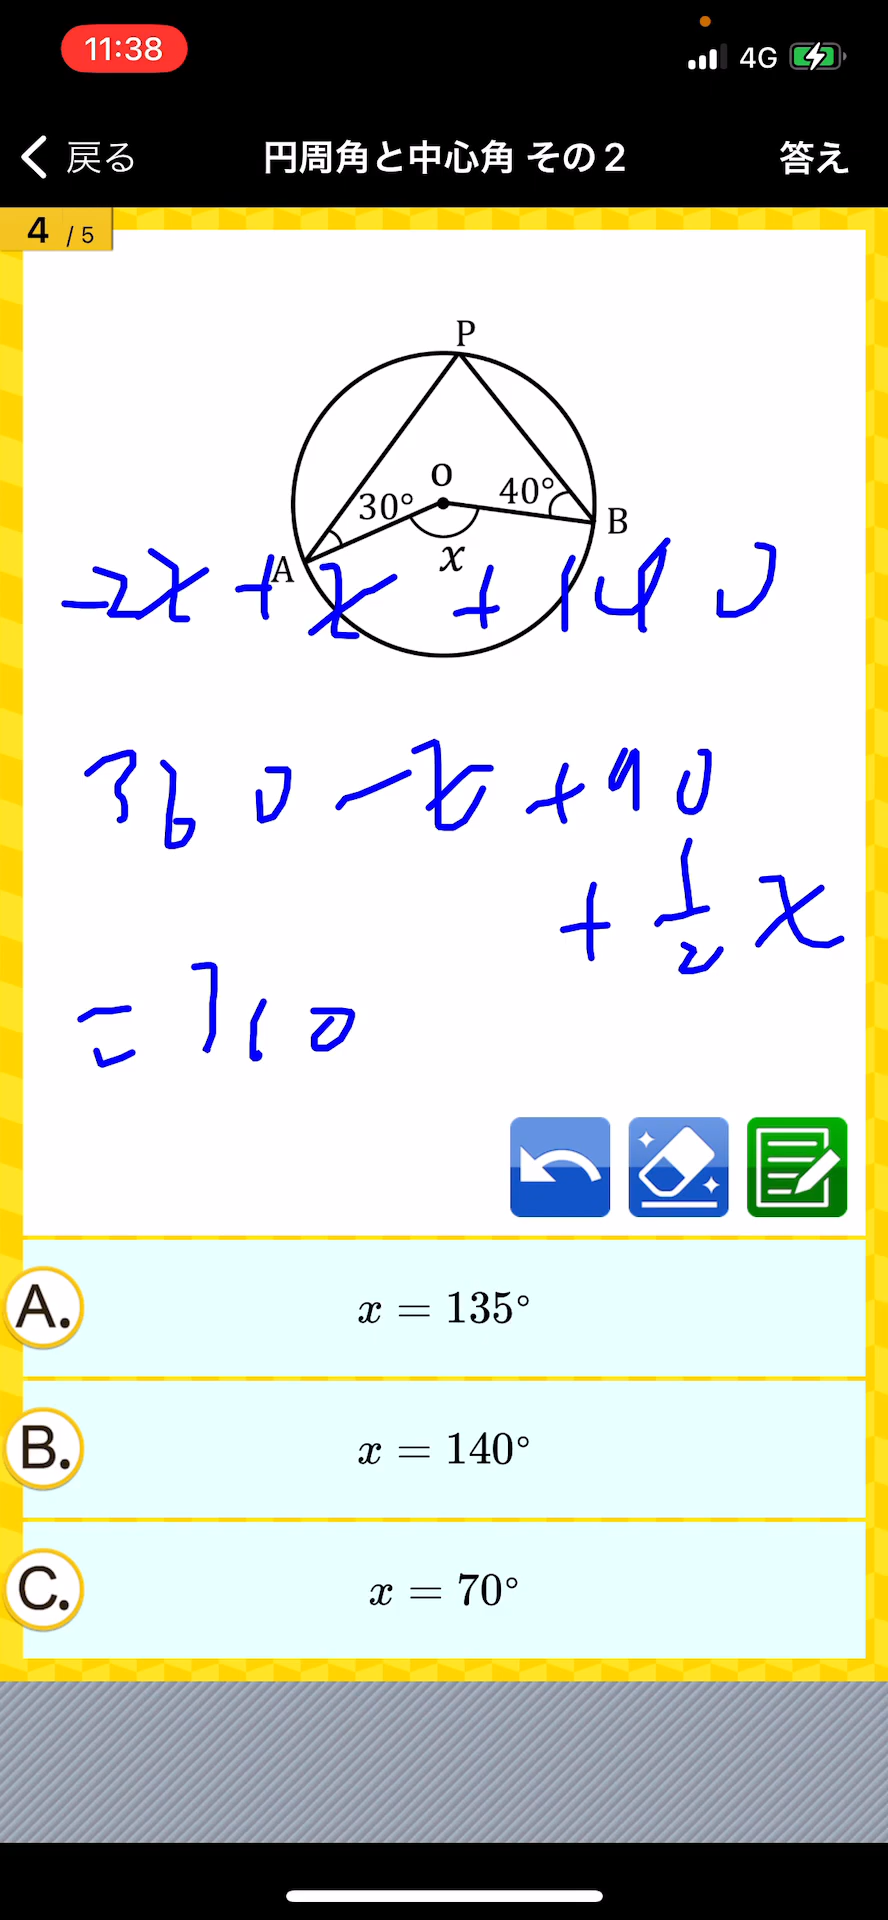 11:38
4G
戻る
円周角と中心角 その2
答え
4 / 5
P
O
30°
40°
B
A
x
-2x + x + 140
360 - x + 90
+ 1/2 x
=
A. x = 135°
B. x = 140°
C. x = 70°